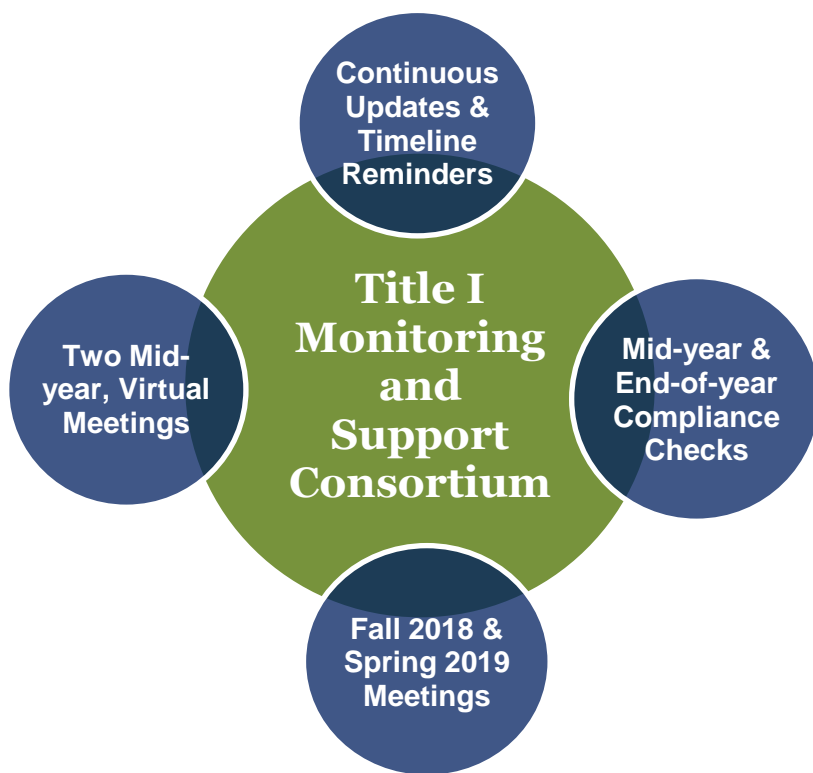 Continuous
Updates &
Timeline
Reminders
Title I
Monitoring
and
Support
Consortium
Two Mid-
year, Virtual
Meetings
Mid-year &
End-of-year
Compliance
Checks
Fall 2018 &
Spring 2019
Meetings